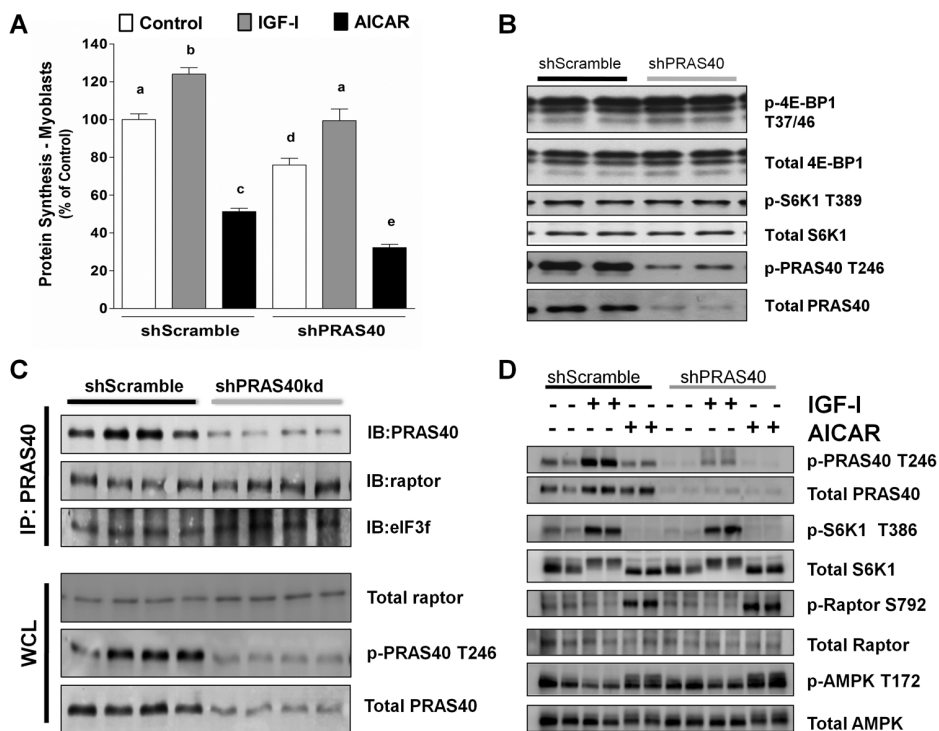 A
Control
IGF-I
AICAR
Protein Synthesis - Myoblasts
(% of Control)
140
120
100
80
60
40
20
0
a
b
c
d
a
e
shScramble
shPRAS40
B
shScramble
shPRAS40
p-4E-BP1
T37/46
Total 4E-BP1
p-S6K1 T389
Total S6K1
p-PRAS40 T246
Total PRAS40
C
shScramble
shPRAS40kd
IP: PRAS40
IB:PRAS40
IB:raptor
IB:eIF3f
WCL
Total raptor
p-PRAS40 T246
Total PRAS40
D
shScramble
shPRAS40
- - + + - - - - + + - - IGF-I
- - - - + + - - - - + + AICAR
p-PRAS40 T246
Total PRAS40
p-S6K1 T386
Total S6K1
p-Raptor S792
Total Raptor
p-AMPK T172
Total AMPK